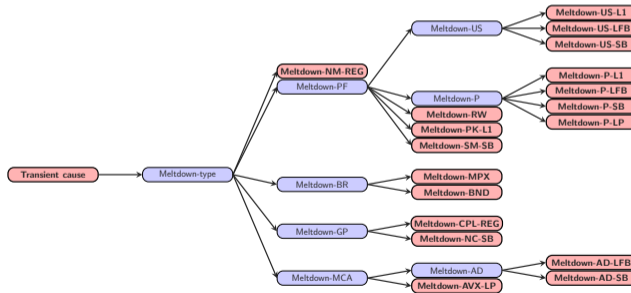 Meltdown-US-L1
Meltdown-US
Meltdown-US-LFB
Meltdown-US-SB
Meltdown-NM-REG
Meltdown-P-L1
Meltdown-PF
Meltdown-P-LFB
Meltdown-P
Meltdown-P-SB
Meltdown-RW
Meltdown-P-LP
Meltdown-PK-L1
Meltdown-SM-SB
Transient cause
Meltdown-type
Meltdown-MPX
Meltdown-BR
Meltdown-BND
Meltdown-CPL-REG
Meltdown-GP
Meltdown-NC-SB
Meltdown-AD-LFB
Meltdown-AD
Meltdown-MCA
Meltdown-AD-SB
Meltdown-AVX-LP